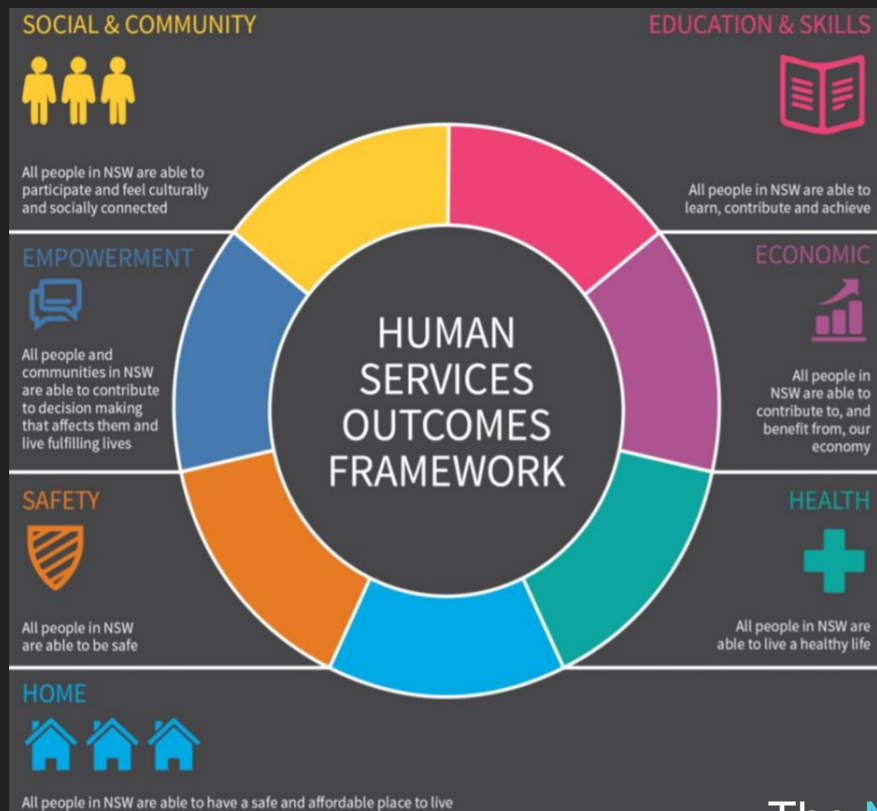 SOCIAL & COMMUNITY
All people in NSW are able to
participate and feel culturally
and socially connected
EDUCATION & SKILLS
All people in NSW are able to
learn, contribute and achieve
EMPOWERMENT
All people and
communities in NSW
are able to contribute
to decision making
that affects them and
live fulfilling lives
ECONOMIC
All people in
NSW are able to
contribute to, and
benefit from, our
economy
HUMAN
SERVICES
OUTCOMES
FRAMEWORK
SAFETY
All people in NSW
are able to be safe
HEALTH
All people in NSW are
able to live a healthy life
HOME
All people in NSW are able to have a safe and affordable place to live
The